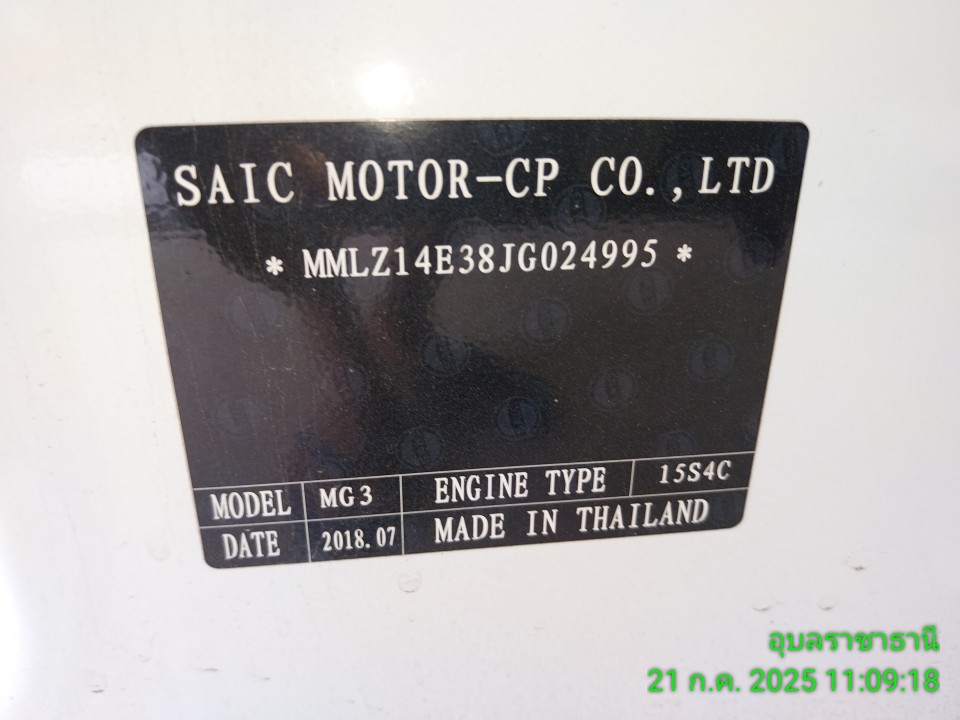 SAIC MOTOR-CP CO.,LTD
* MMLZ14E38JG024995 *
MODEL MG3 ENGINE TYPE 15S4C
DATE 2018.07 MADE IN THAILAND
อุบลราชธานี
21 ก.ค. 2025 11:09:18